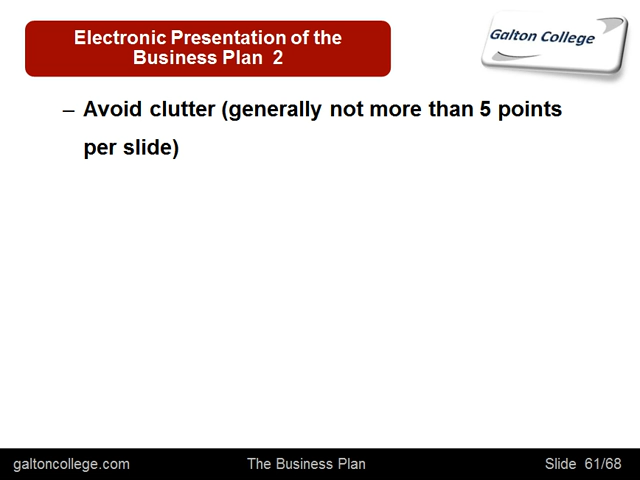 Electronic Presentation of the
Business Plan 2
Galton College
– Avoid clutter (generally not more than 5 points
per slide)
galtoncollege.com
The Business Plan
Slide 61/68